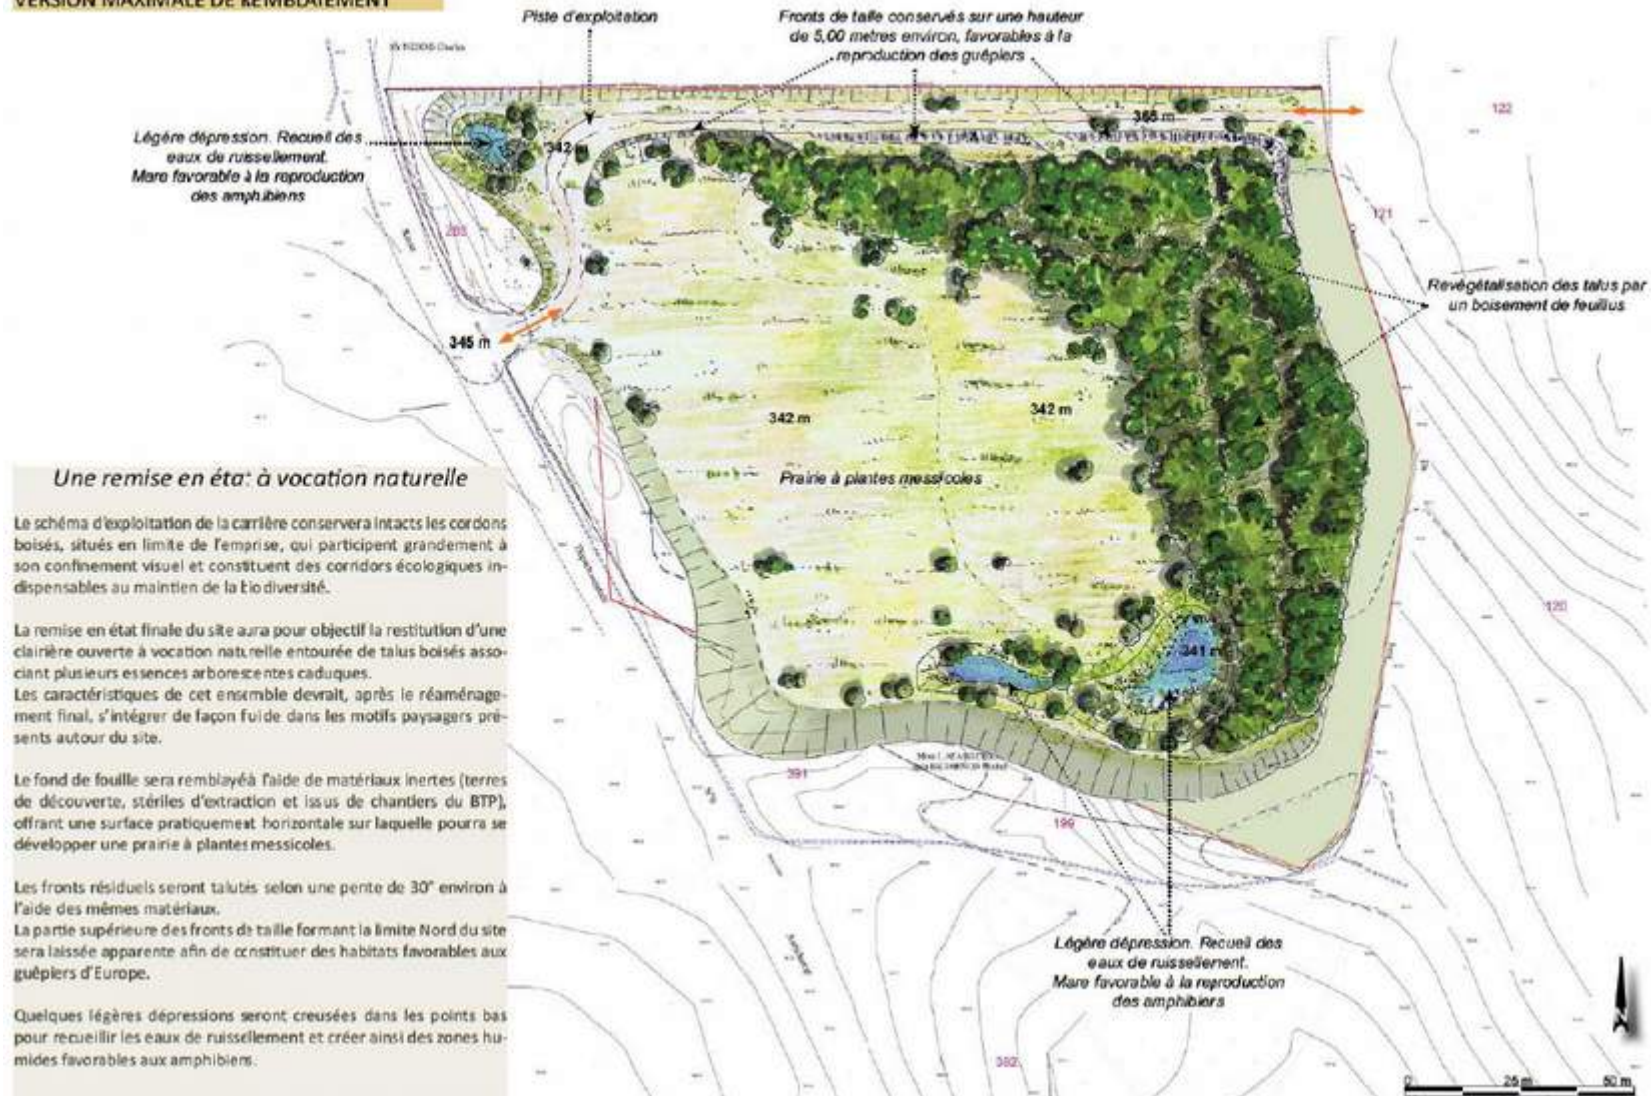 VERSION MAXIMALE DE REMBLAIEMENT
Piste d'exploitation
Fronts de taille conservés sur une hauteur
de 5,00 metres environ, favorables à la
reproduction des guêpiers
Légère dépression. Recueil des
eaux de ruissellement.
Mare favorable à la reproduction
des amphibiens
342 m
365 m
122
121
263
Revégétalisation des talus par
un boisement de feuillus
345 m
342 m
342 m
Prairie à plantes messicoles
120
341 m
391
199
382
Légère dépression. Recueil des
eaux de ruissellement.
Mare favorable à la reproduction
des amphibiens
Une remise en état à vocation naturelle
Le schéma d'exploitation de la carrière conservera intacts les cordons
boisés, situés en limite de l'emprise, qui participent grandement à
son confinement visuel et constituent des corridors écologiques in-
dispensables au maintien de la biodiversité.
La remise en état finale du site aura pour objectif la restitution d'une
clairière ouverte à vocation naturelle entourée de talus boisés asso-
ciant plusieurs essences arborescentes caduques.
Les caractéristiques de cet ensemble devrait, après le réaménage-
ment final, s'intégrer de façon fuide dans les motifs paysagers pré-
sents autour du site.
Le fond de fouille sera remblayéà l'aide de matériaux inertes (terres
de découverte, stériles d'extraction et issus de chantiers du BTP),
offrant une surface pratiquement horizontale sur laquelle pourra se
développer une prairie à plantes messicoles.
Les fronts résiduels seront talutés selon une pente de 30° environ à
l'aide des mêmes matériaux.
La partie supérieure des fronts de taille formant la limite Nord du site
sera laissée apparente afin de constituer des habitats favorables aux
guêpiers d'Europe.
Quelques légères dépressions seront creusées dans les points bas
pour recueillir les eaux de ruissellement et créer ainsi des zones hu-
mides favorables aux amphibiens.
N
0 25 m 50 m